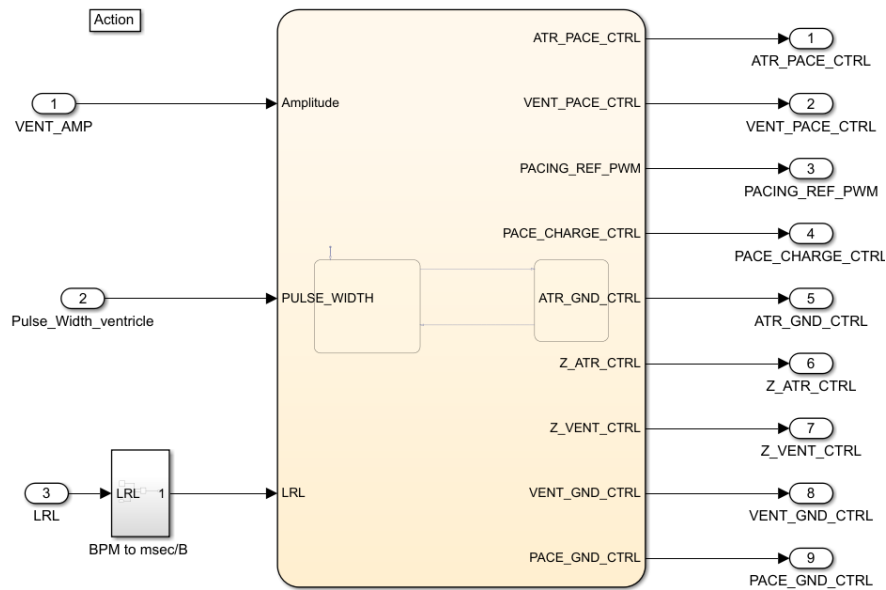 Action
ATR_PACE_CTRL
1
ATR_PACE_CTRL
1
VENT_AMP
Amplitude
VENT_PACE_CTRL
2
VENT_PACE_CTRL
PACING_REF_PWM
3
PACING_REF_PWM
PACE_CHARGE_CTRL
4
PACE_CHARGE_CTRL
2
Pulse_Width_ventricle
PULSE_WIDTH
ATR_GND_CTRL
5
ATR_GND_CTRL
Z_ATR_CTRL
6
Z_ATR_CTRL
Z_VENT_CTRL
7
Z_VENT_CTRL
3
LRL
LRL 1
BPM to msec/B
LRL
VENT_GND_CTRL
8
VENT_GND_CTRL
PACE_GND_CTRL
9
PACE_GND_CTRL